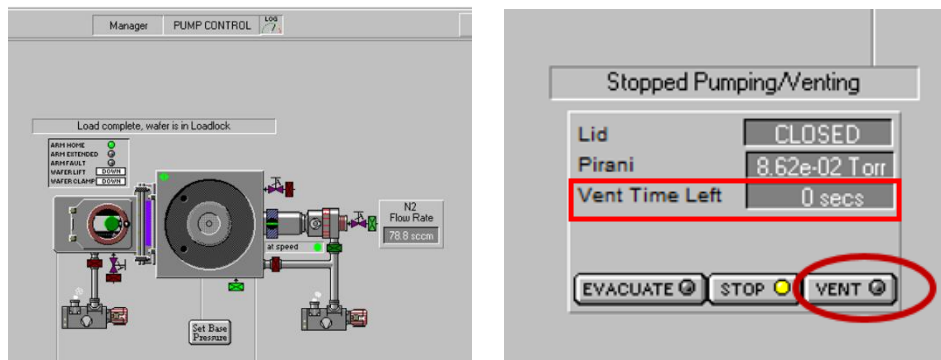 Manager
PUMP CONTROL
LOG
Load complete, wafer is in Loadlock
ARM HOME
ARM EXTENDED
ARM FAULT
WAFER LIFT DOWN
WAFER CLAMP DOWN
N2
Flow Rate
78.8 sccm
at speed
Set Base
Pressure
Stopped Pumping/Venting
Lid CLOSED
Pirani 8.62e-02 Torr
Vent Time Left 0 secs
EVACUATE STOP VENT